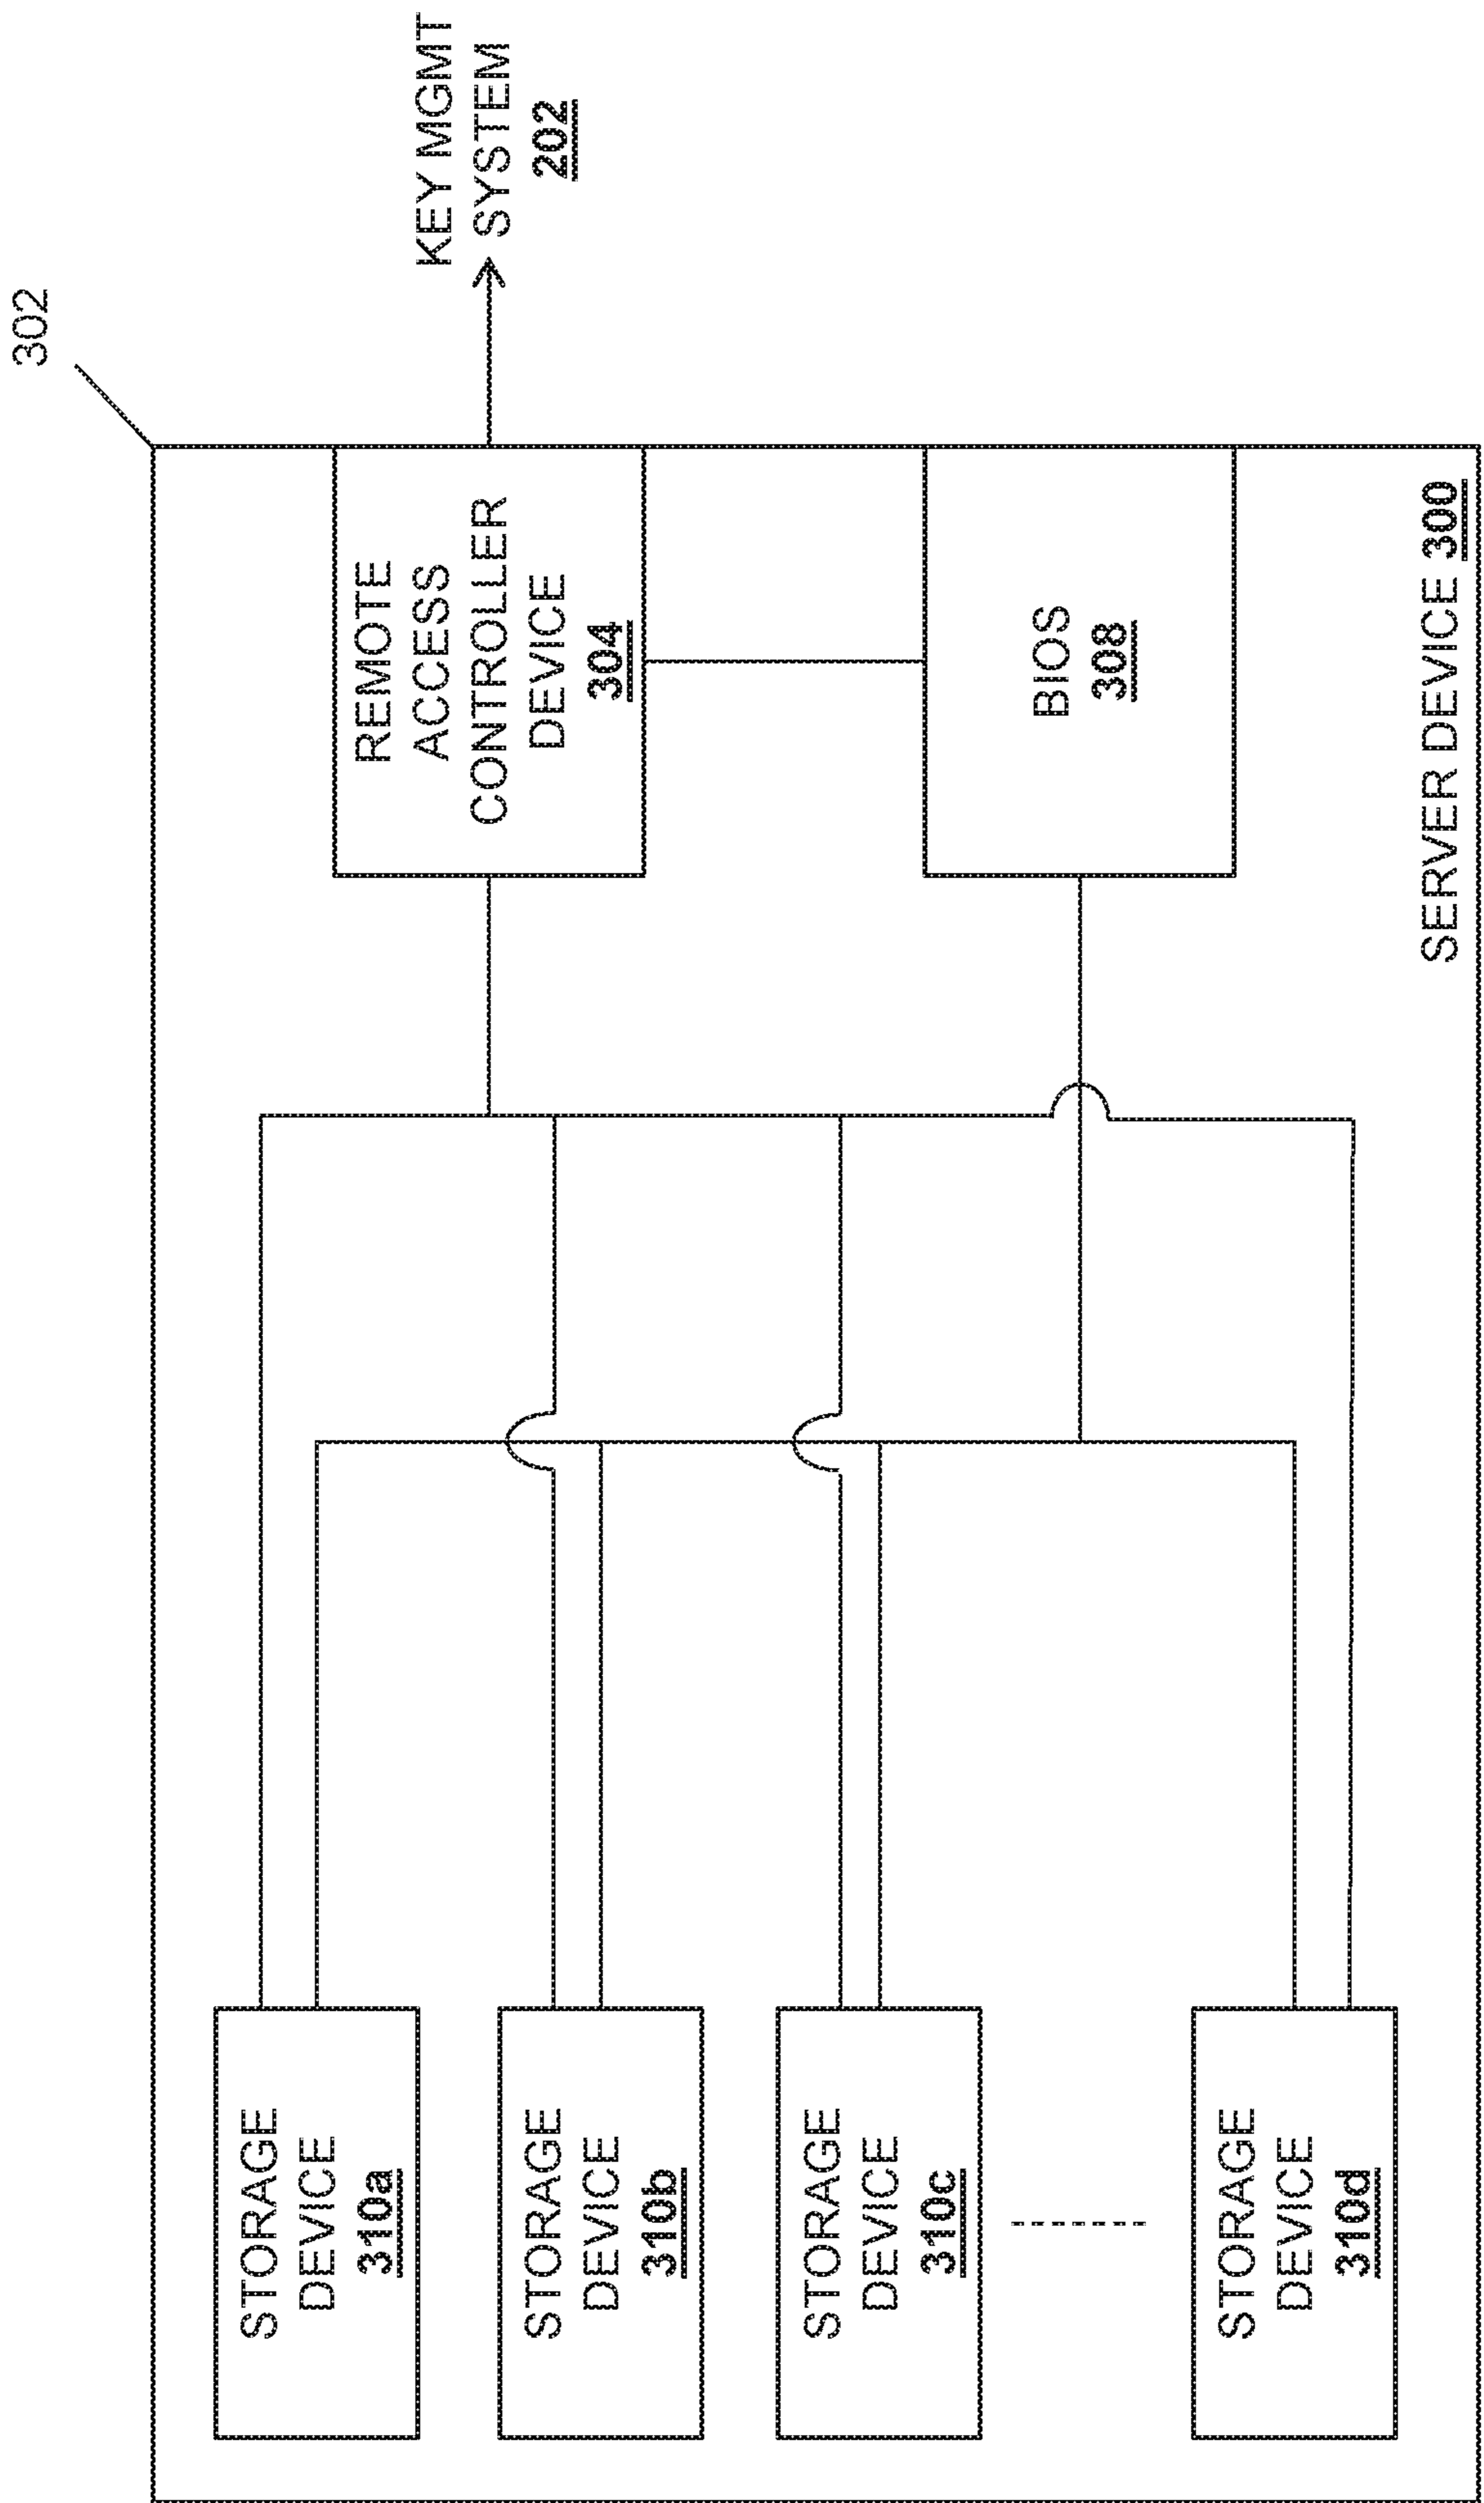 302
KEY MGMT
SYSTEM
202
REMOTE
ACCESS
CONTROLLER
DEVICE
304
BIOS
308
SERVER DEVICE 300
STORAGE
DEVICE
310a
STORAGE
DEVICE
310b
STORAGE
DEVICE
310c
STORAGE
DEVICE
310d